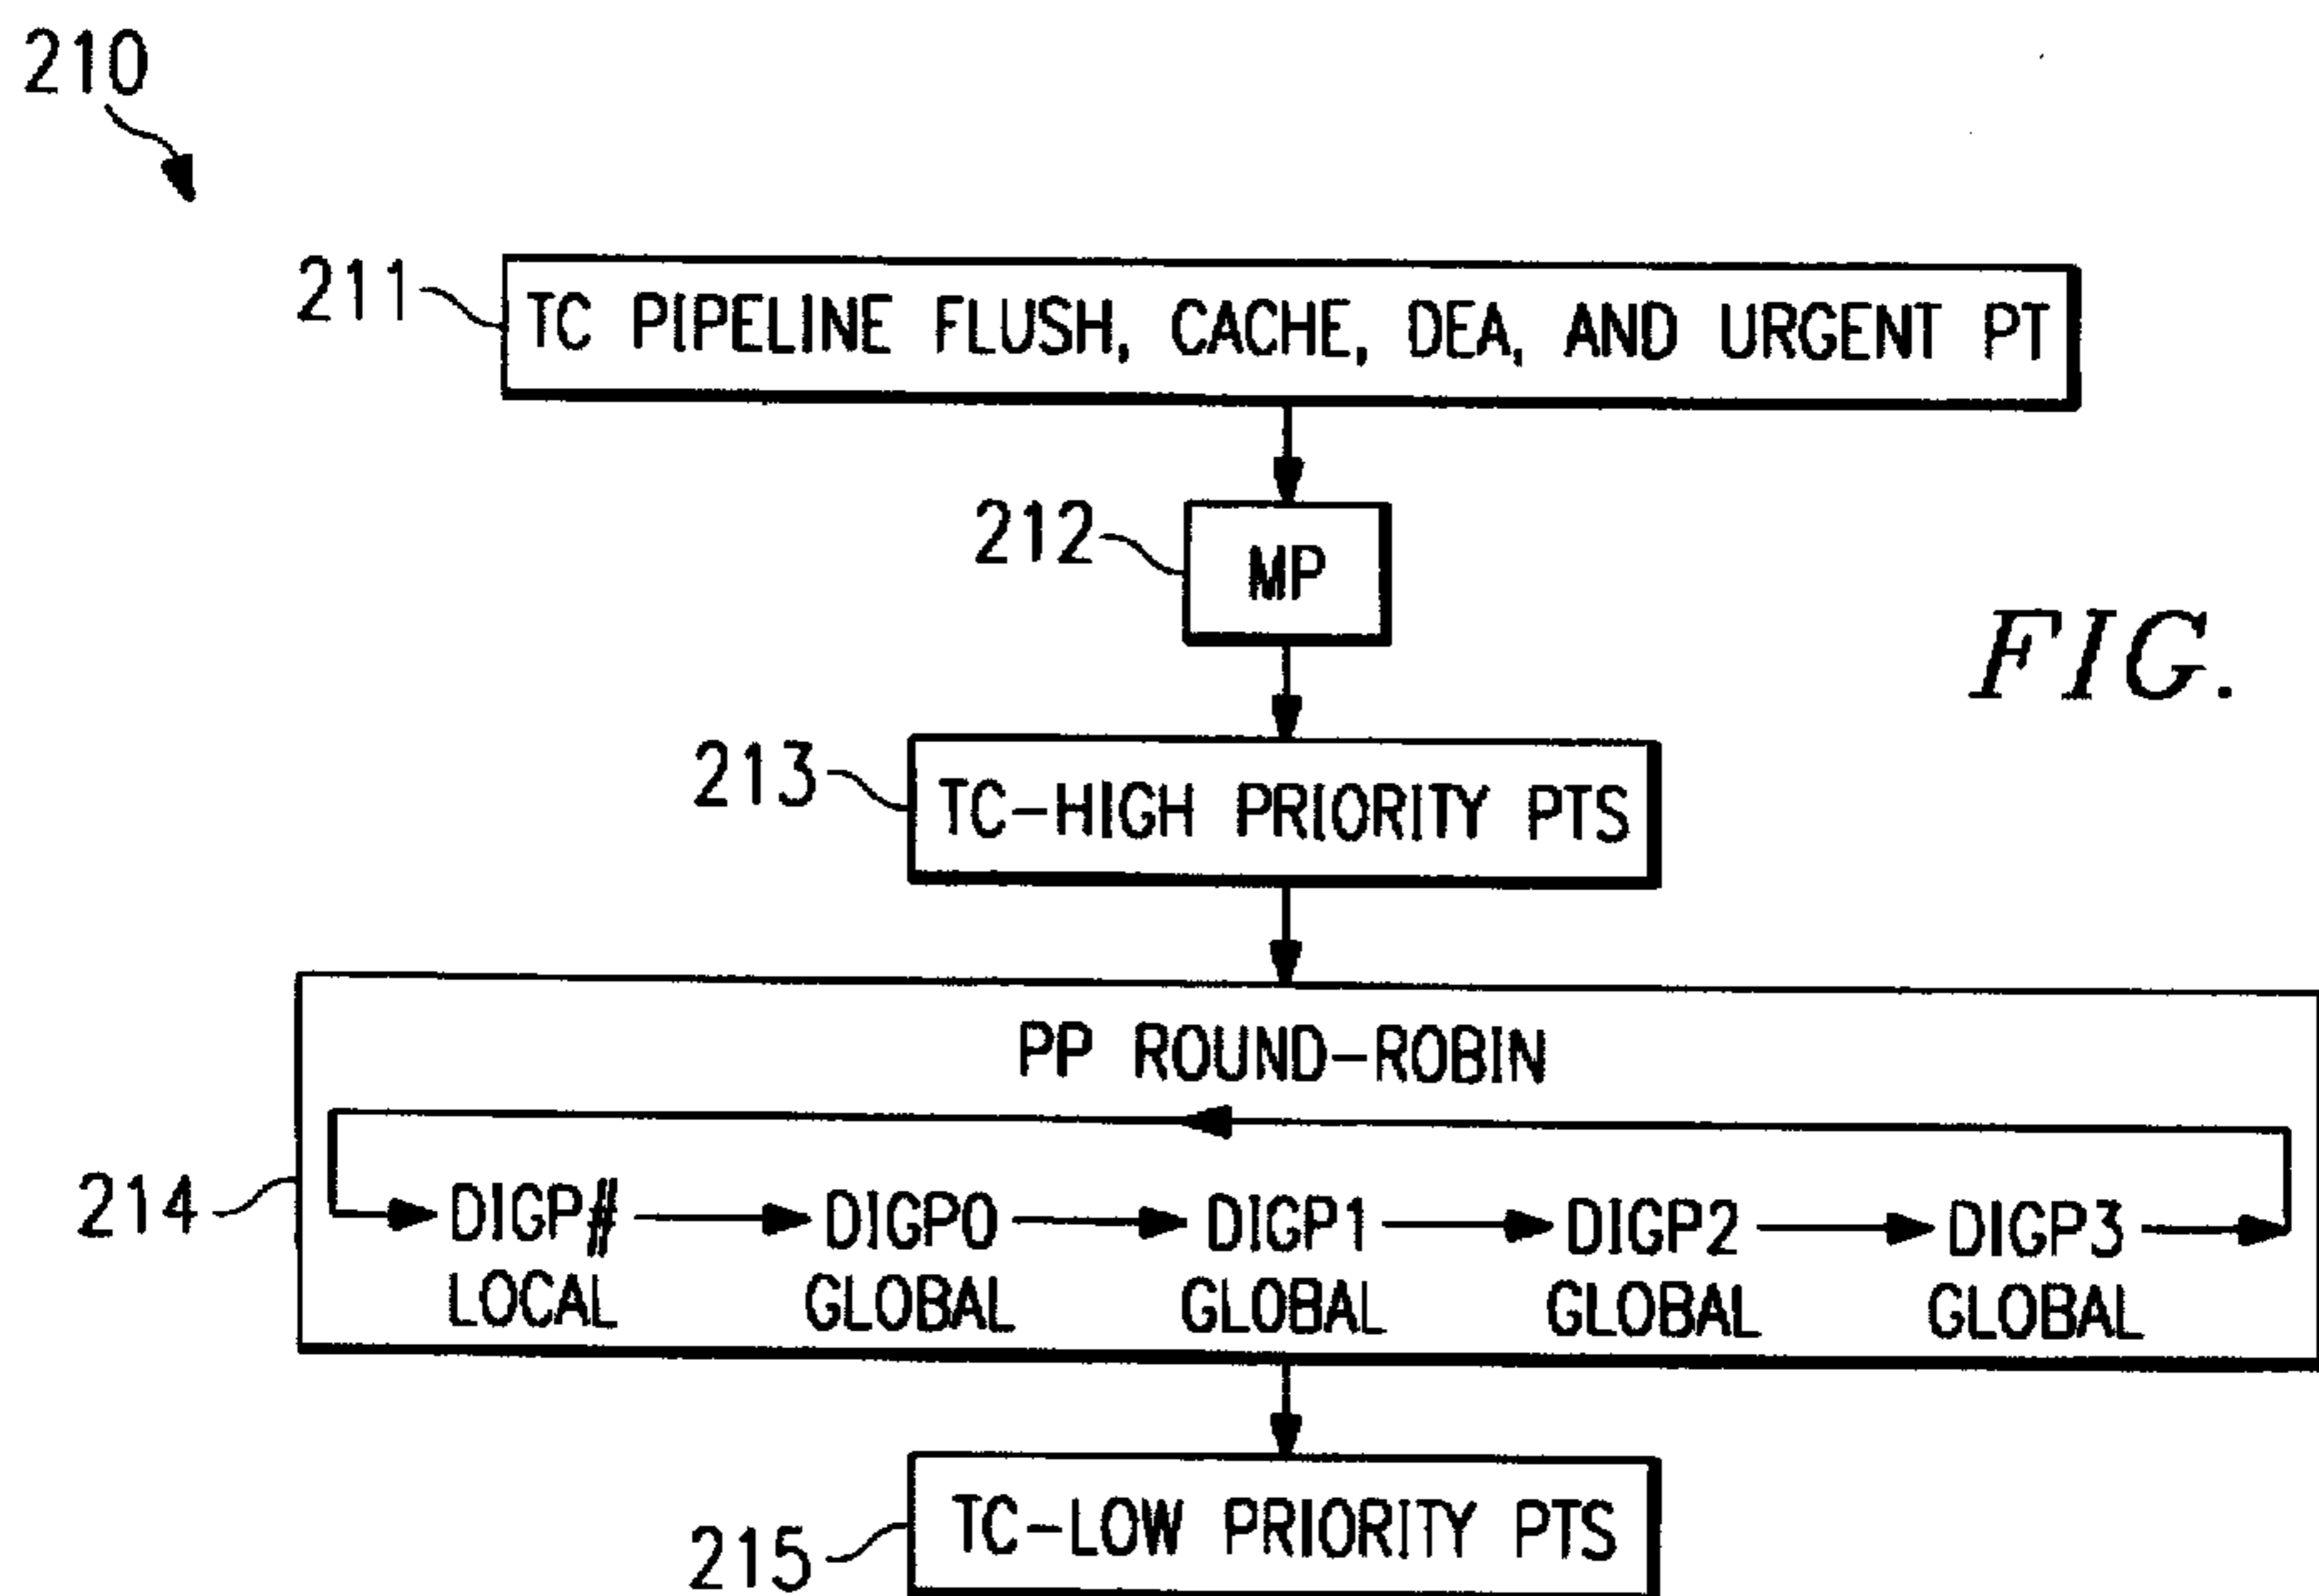 210
211
TC PIPELINE FLUSH, CACHE, DEA, AND URGENT PT
212
MP
FIG.
213
TC-HIGH PRIORITY PTS
PP ROUND-ROBIN
214
DIGP# DIGP0 DIGP1 DIGP2 DIGP3
LOCAL GLOBAL GLOBAL GLOBAL GLOBAL
215
TC-LOW PRIORITY PTS